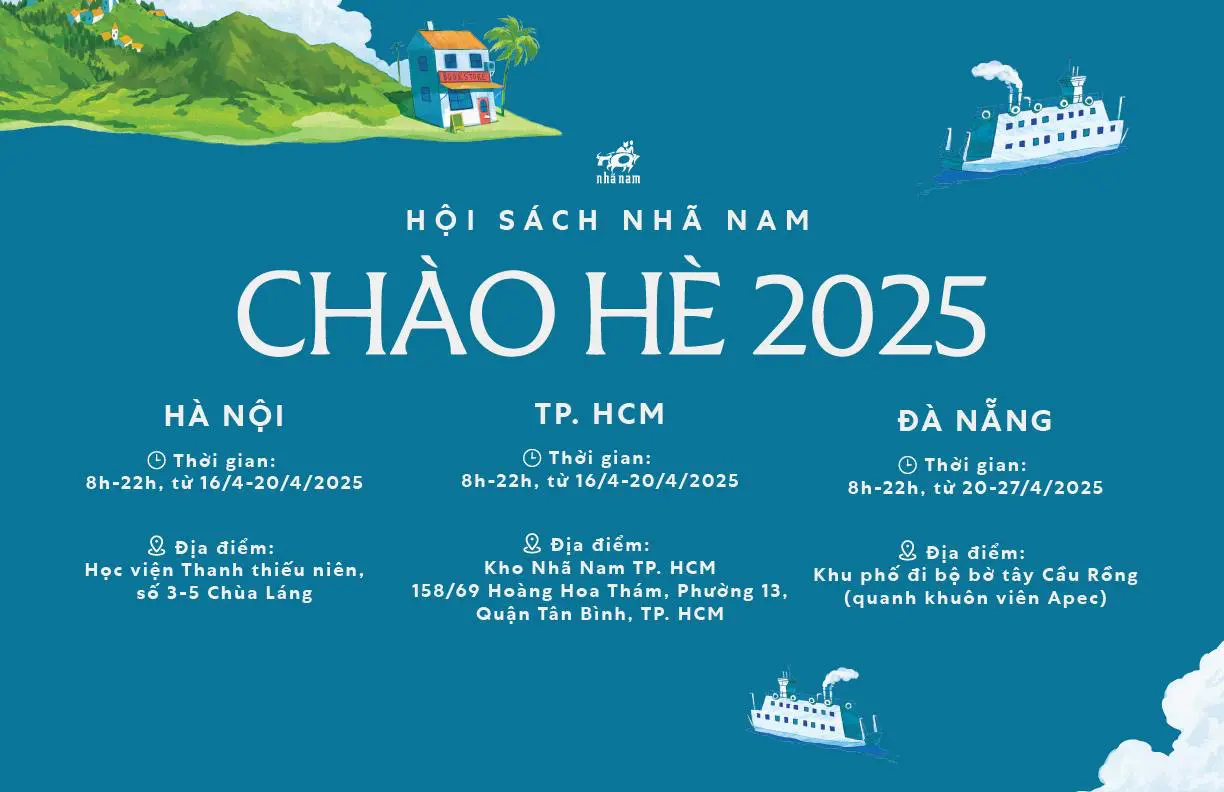 BOOKSTORE
nhã nam
HỘI SÁCH NHÃ NAM
CHÀO HÈ 2025
HÀ NỘI
Thời gian:
8h-22h, từ 16/4-20/4/2025
Địa điểm:
Học viện Thanh thiếu niên,
số 3-5 Chùa Láng
TP. HCM
Thời gian:
8h-22h, từ 16/4-20/4/2025
Địa điểm:
Kho Nhã Nam TP. HCM
158/69 Hoàng Hoa Thám, Phường 13,
Quận Tân Bình, TP. HCM
ĐÀ NẴNG
Thời gian:
8h-22h, từ 20-27/4/2025
Địa điểm:
Khu phố đi bộ bờ tây Cầu Rồng
(quanh khuôn viên Apec)